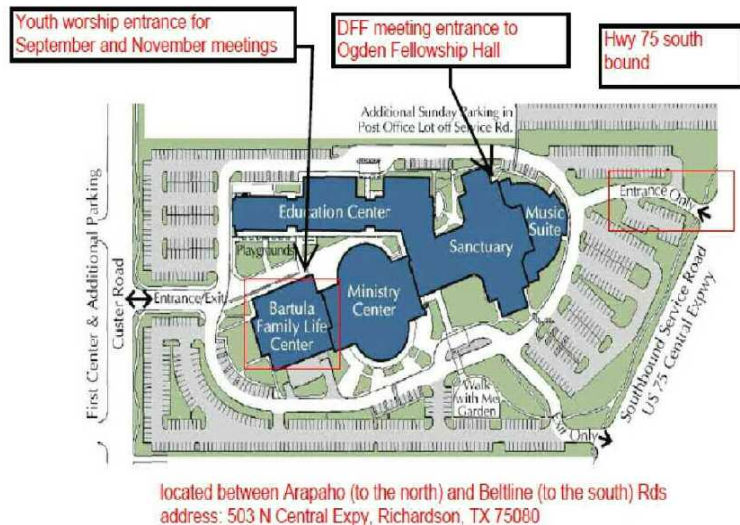 Youth worship entrance for
September and November meetings
DFF meeting entrance to
Ogden Fellowship Hall
Hwy 75 south
bound
Additional Sunday Parking in
Post Office Lot off Service Rd.
First Center & Additional Parking
Custer Road
Entrance/Exit
Education Center
Playgrounds
Bartula
Family Life
Center
Ministry
Center
Sanctuary
Music
Suite
Entrance Only
Walk
with Me
Garden
Exit Only
Southbound Service Road
US 75 Central Expwy
located between Arapaho (to the north) and Beltline (to the south) Rds
address: 503 N Central Expy, Richardson, TX 75080